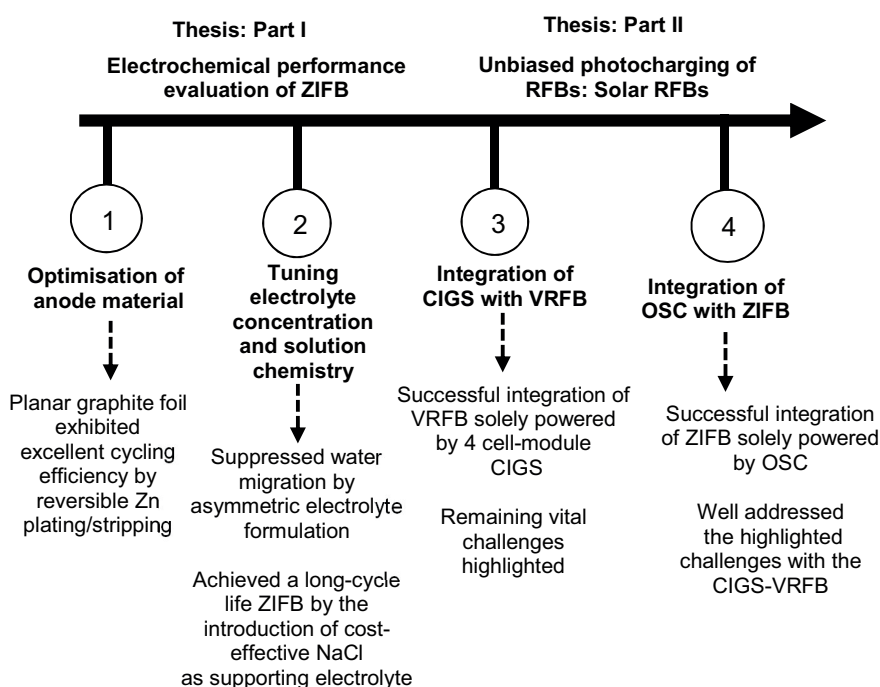 Thesis: Part I
Electrochemical performance
evaluation of ZIFB
Thesis: Part II
Unbiased photocharging of
RFBs: Solar RFBs
1
Optimisation of
anode material
Planar graphite foil
exhibited
excellent cycling
efficiency by
reversible Zn
plating/stripping
2
Tuning
electrolyte
concentration
and solution
chemistry
Suppressed water
migration by
asymmetric electrolyte
formulation
Achieved a long-cycle
life ZIFB by the
introduction of cost-
effective NaCl
as supporting electrolyte
3
Integration of
CIGS with VRFB
Successful integration of
VRFB solely powered
by 4 cell-module
CIGS
Remaining vital
challenges
highlighted
4
Integration of
OSC with ZIFB
Successful integration
of ZIFB solely powered
by OSC
Well addressed
the highlighted
challenges with the
CIGS-VRFB